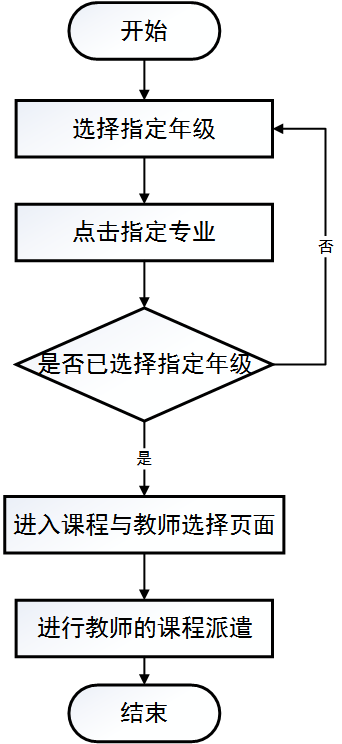 开始
选择指定年级
点击指定专业
否
是否已选择指定年级
是
进入课程与教师选择页面
进行教师的课程派遣
结束